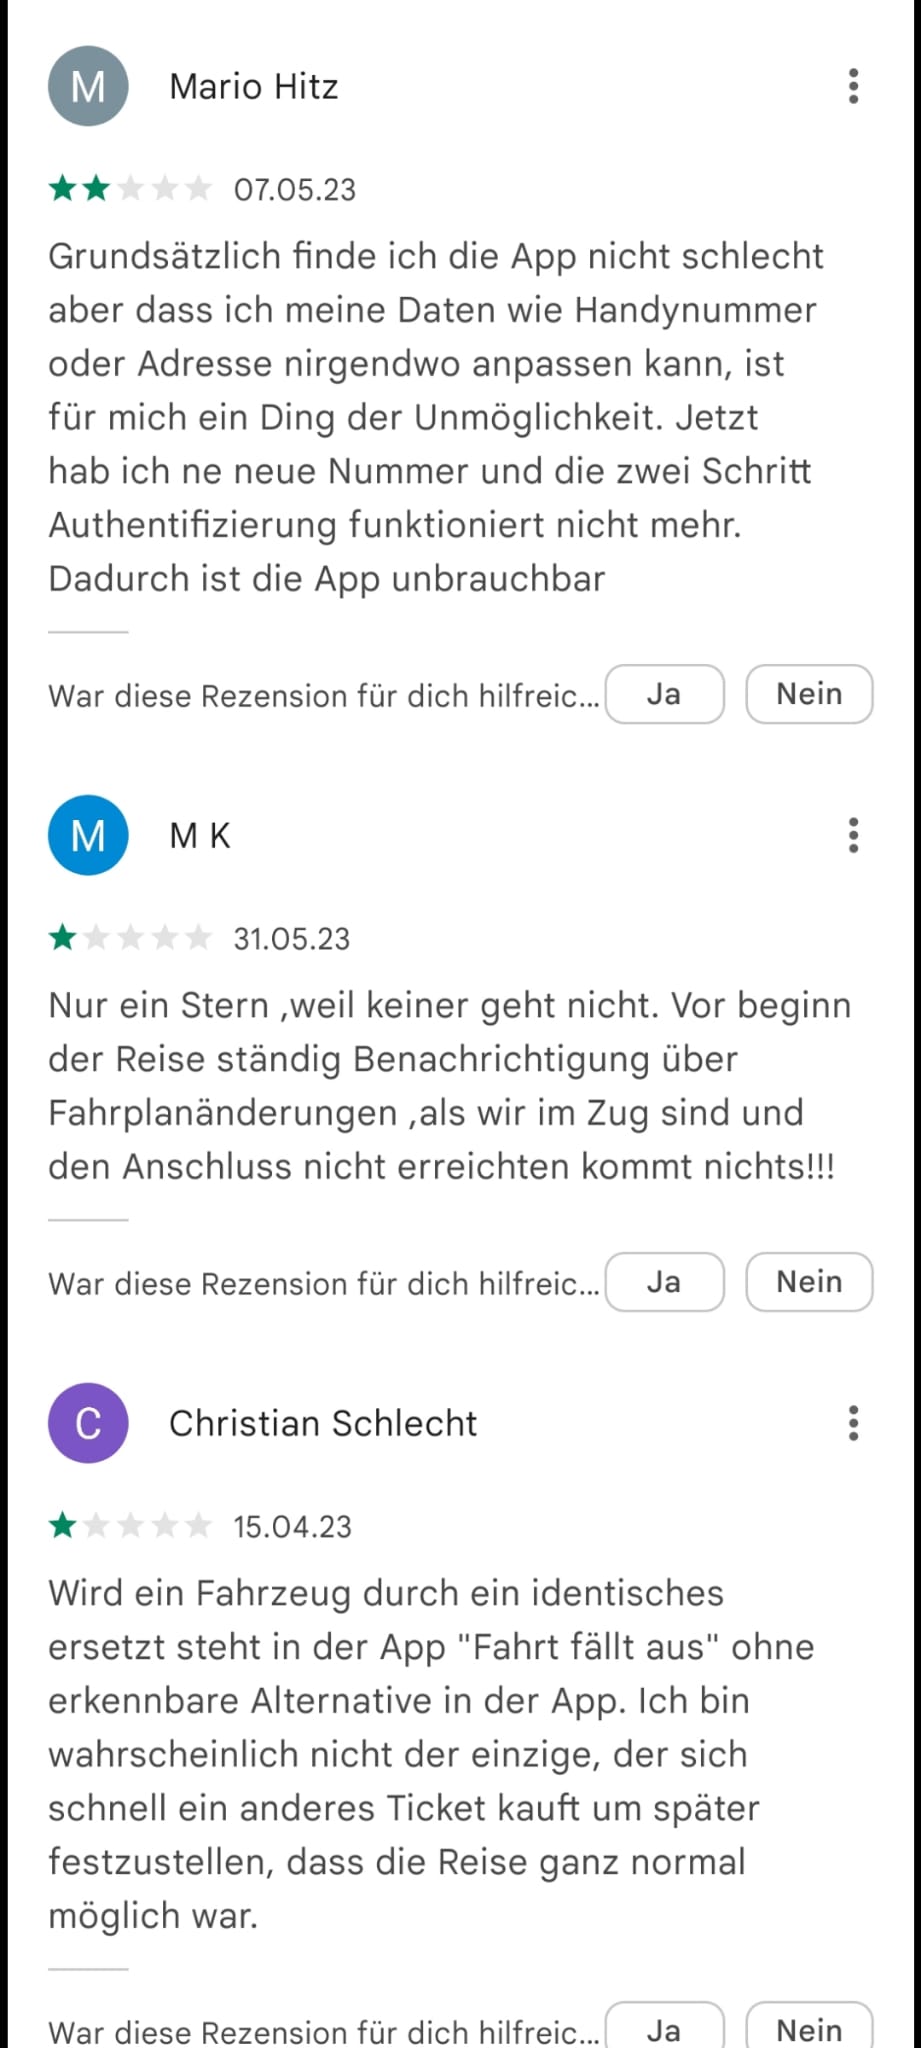 M
Mario Hitz
07.05.23
Grundsätzlich finde ich die App nicht schlecht
aber dass ich meine Daten wie Handynummer
oder Adresse nirgendwo anpassen kann, ist
für mich ein Ding der Unmöglichkeit. Jetzt
hab ich ne neue Nummer und die zwei Schritt
Authentifizierung funktioniert nicht mehr.
Dadurch ist die App unbrauchbar
War diese Rezension für dich hilfreic... Ja Nein
M
M K
31.05.23
Nur ein Stern ,weil keiner geht nicht. Vor beginn
der Reise ständig Benachrichtigung über
Fahrplanänderungen ,als wir im Zug sind und
den Anschluss nicht erreichten kommt nichts!!!
War diese Rezension für dich hilfreic... Ja Nein
C
Christian Schlecht
15.04.23
Wird ein Fahrzeug durch ein identisches
ersetzt steht in der App "Fahrt fällt aus" ohne
erkennbare Alternative in der App. Ich bin
wahrscheinlich nicht der einzige, der sich
schnell ein anderes Ticket kauft um später
festzustellen, dass die Reise ganz normal
möglich war.
War diese Rezension für dich hilfreic... Ja Nein